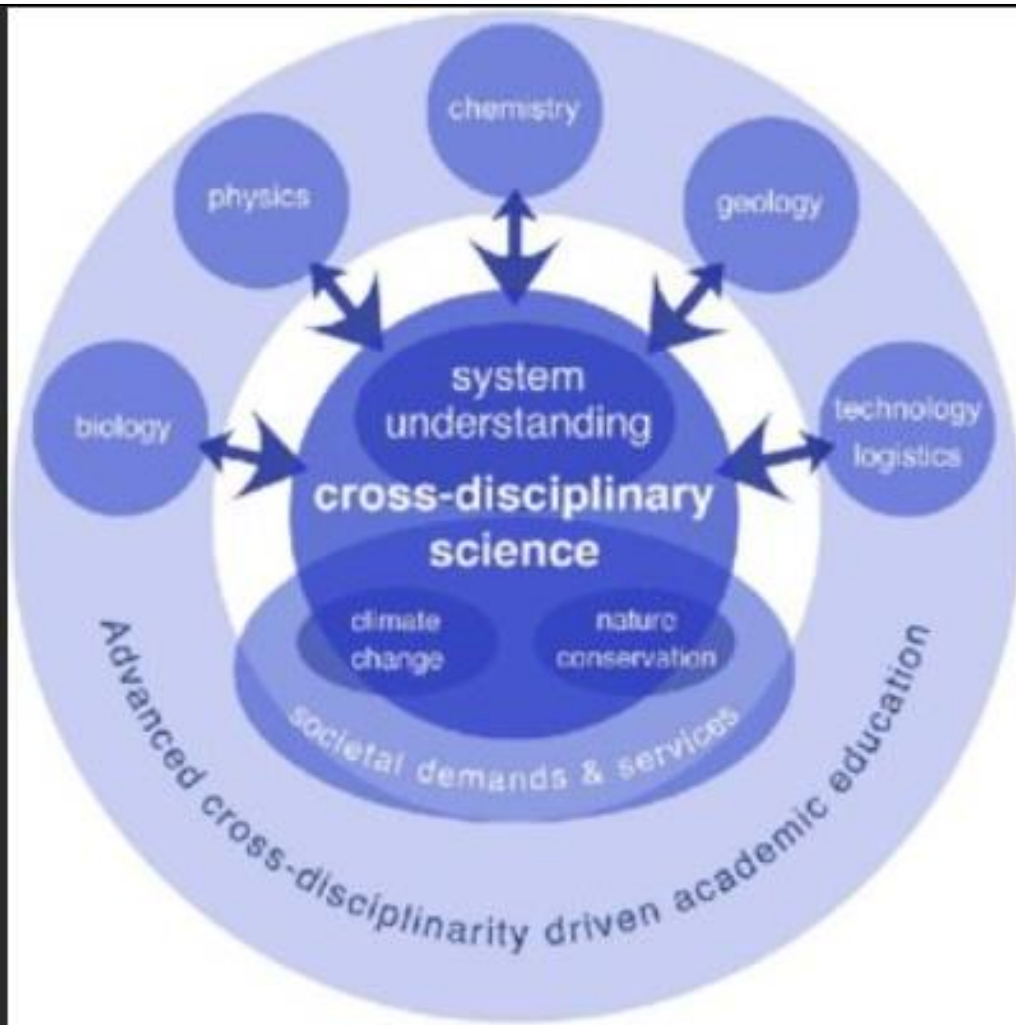 chemistry
physics
geology
biology
technology
logistics
system
understanding
cross-disciplinary
science
climate
change
nature
conservation
societal demands & services
Advanced cross-disciplinarity driven academic education